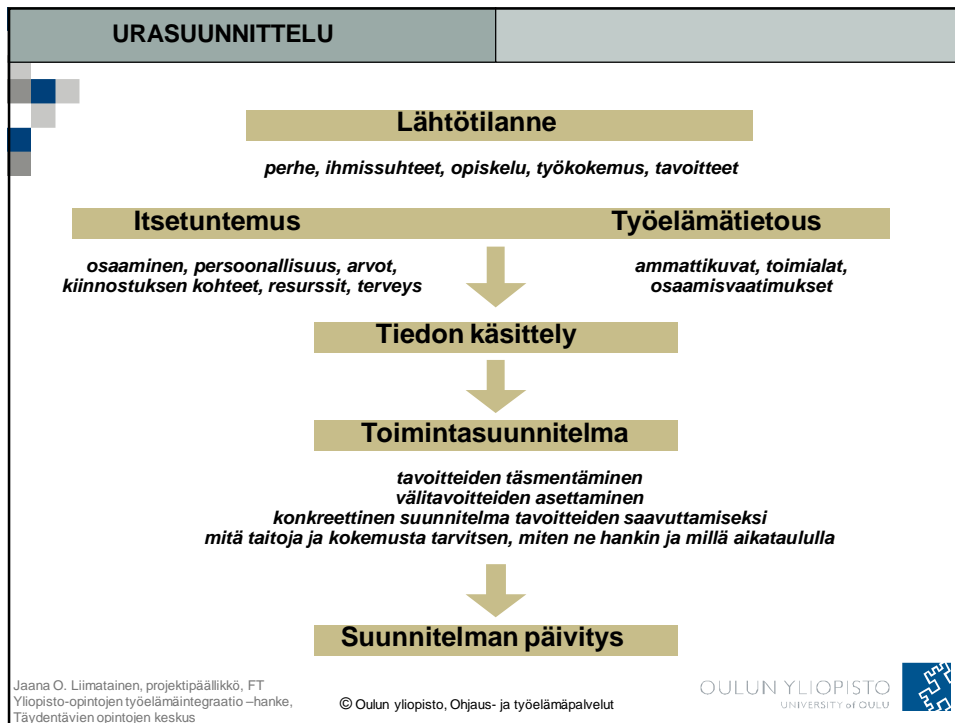 URASUUNNITTELU
Lähtötilanne
perhe, ihmissuhteet, opiskelu, työkokemus, tavoitteet
Itsetuntemus
Työelämätietous
osaaminen, persoonallisuus, arvot,
kiinnostuksen kohteet, resurssit, terveys
ammattikuvat, toimialat,
osaamisvaatimukset
Tiedon käsittely
Toimintasuunnitelma
tavoitteiden täsmentäminen
välitavoitteiden asettaminen
konkreettinen suunnitelma tavoitteiden saavuttamiseksi
mitä taitoja ja kokemusta tarvitsen, miten ne hankin ja millä aikataululla
Suunnitelman päivitys
Jaana O. Liimatainen, projektipäällikkö, FT
Yliopisto-opintojen työelämäintegraatio –hanke,
Täydentävien opintojen keskus
© Oulun yliopisto, Ohjaus- ja työelämäpalvelut
OULUN YLIOPISTO
UNIVERSITY of OULU